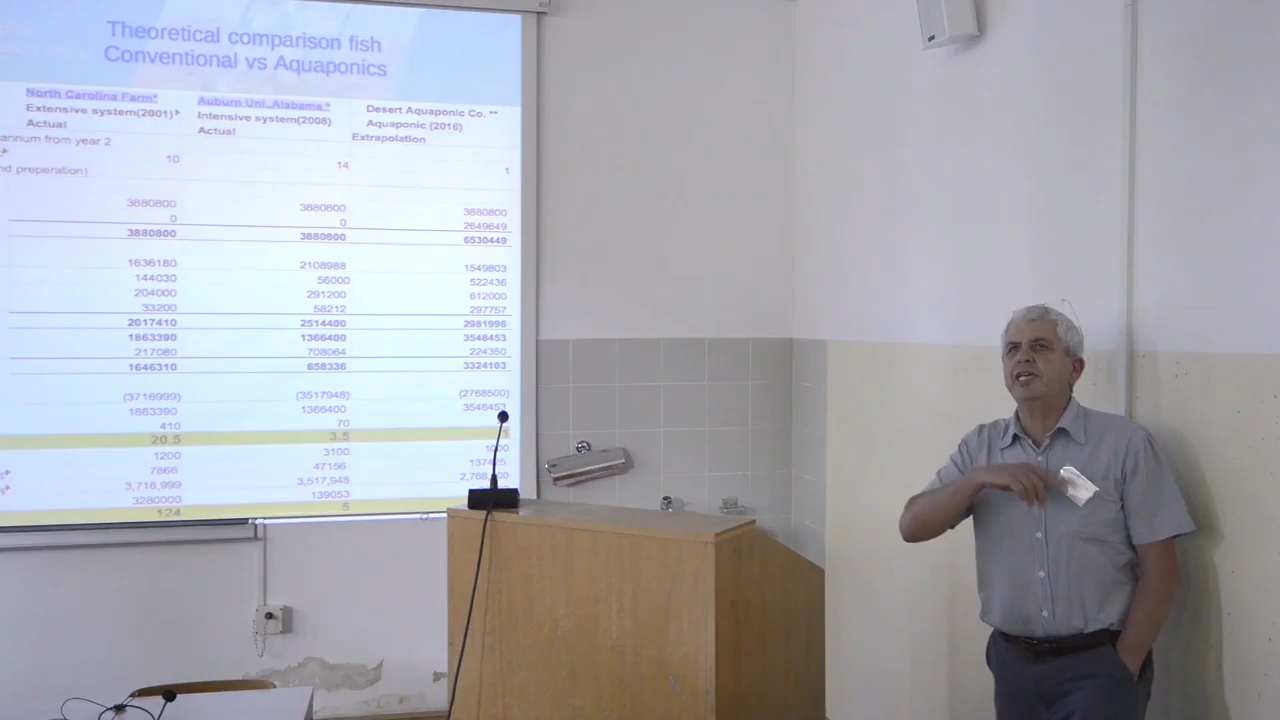 Theoretical comparison fish
Conventional vs Aquaponics
North Carolina Farm* Auburn Uni.,Alabama * Desert Aquaponic Co. **
Extensive system(2001) Intensive system(2008) Aquaponic (2016)
Actual Actual Extrapolation
annum from year 2
10 14 1
nd preperation)
3880800 3880800 3880800
0 0 2649649
3880800 3880800 6530449
1636180 2108988 1549803
144030 56000 522436
204000 291200 612000
33200 58212 297757
2017410 2514400 2981996
1863390 1366400 3548453
217080 708064 224350
1646310 658336 3324103
(3716999) (3517948) (2768500)
1863390 1366400 3548453
410 70
20.5 3.5
1200 3100
7866 47156
3,716,999 3,517,948
3280000 139053
124 5